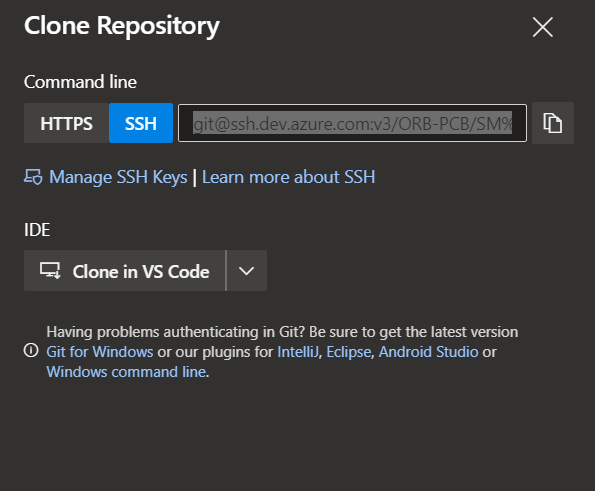 Clone Repository
Command line
HTTPS SSH git@ssh.dev.azure.com:v3/ORB-PCB/SM%
Manage SSH Keys | Learn more about SSH
IDE
Clone in VS Code
Having problems authenticating in Git? Be sure to get the latest version
Git for Windows or our plugins for IntelliJ, Eclipse, Android Studio or
Windows command line.